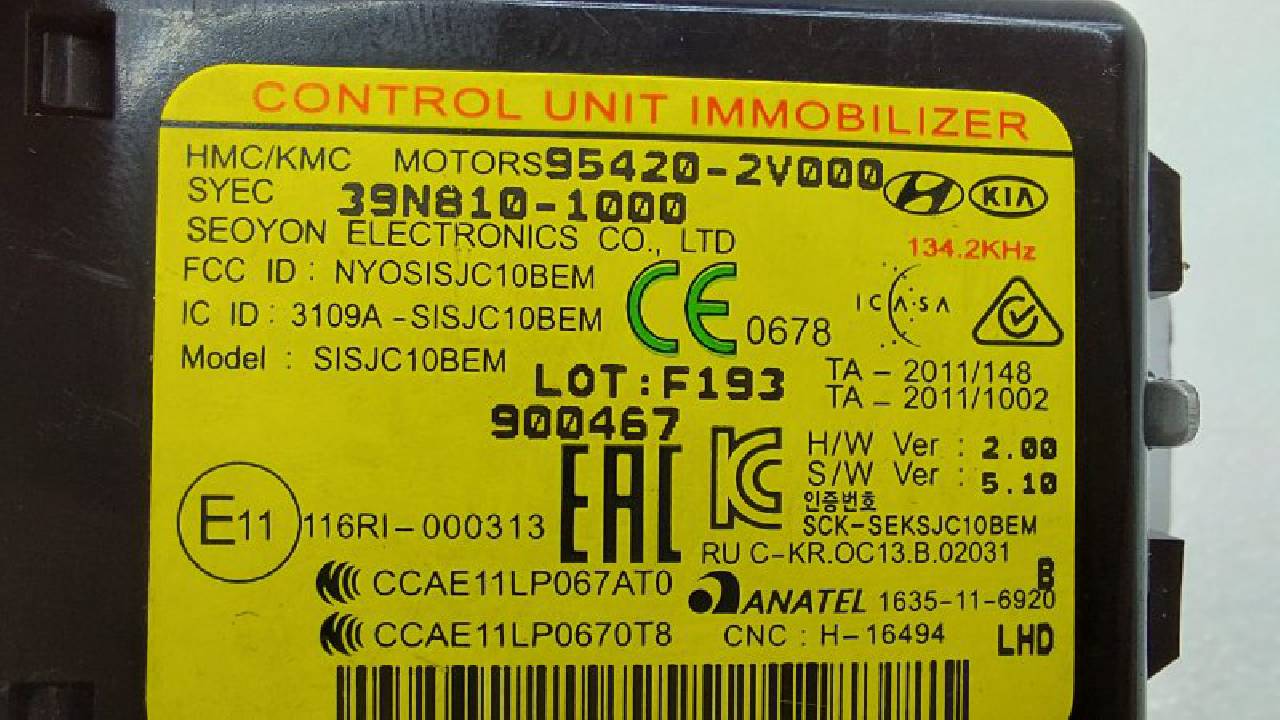 CONTROL UNIT IMMOBILIZER
HMC/KMC MOTORS 95420-2V000
SYEC 39N810-1000
KIA
SEOYON ELECTRONICS CO., LTD
134.2KHz
FCC ID : NYOSISJC10BEM
IC ID : 3109A -SISJC10BEM
CE 0678
ICASA
Model : SISJC10BEM
LOT:F193
TA - 2011/148
TA - 2011/1002
900467
H/W Ver : 2.00
S/W Ver : 5.10
인증번호
SCK-SEKSJC10BEM
E11 116RI-000313
EAC
RU C-KR.OC13.B.02031
B
CCAE11LP067AT0
ANATEL 1635-11-6920
CCAE11LP0670T8
CNC : H-16494
LHD